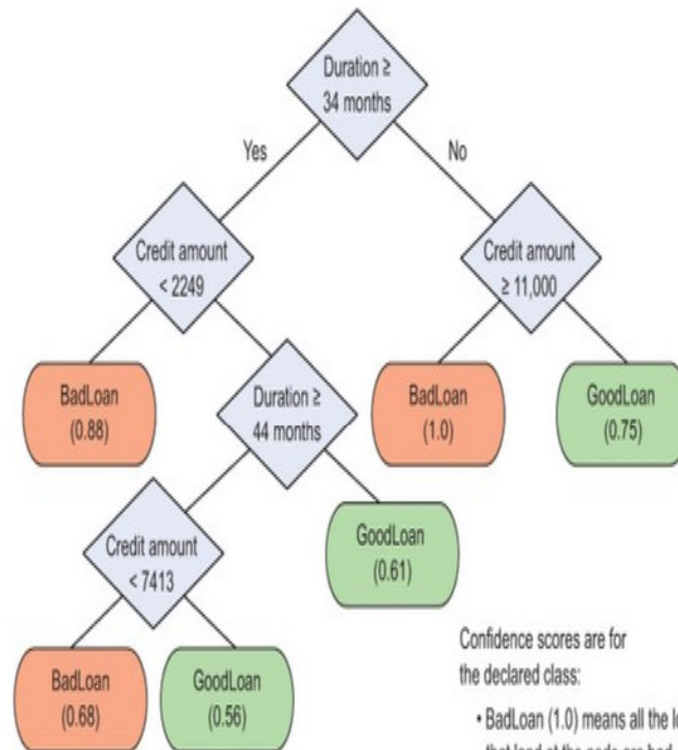 Duration ≥
34 months
Yes
No
Credit amount
< 2249
Credit amount
≥ 11,000
BadLoan
(0.88)
Duration ≥
44 months
BadLoan
(1.0)
GoodLoan
(0.75)
Credit amount
< 7413
GoodLoan
(0.61)
BadLoan
(0.68)
GoodLoan
(0.56)
Confidence scores are for
the declared class:
• BadLoan (1.0) means all the